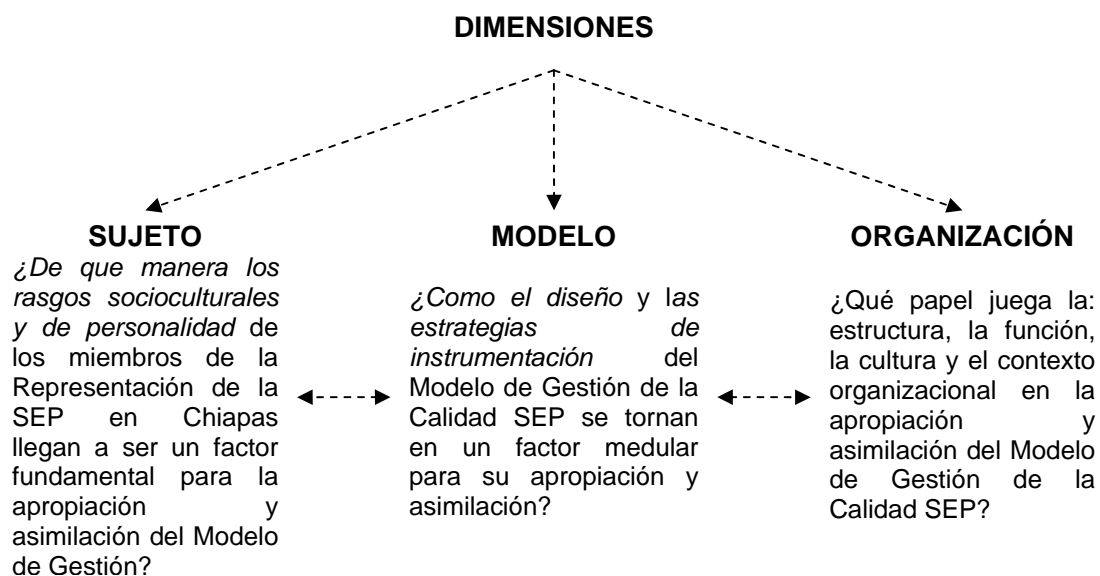 DIMENSIONES
SUJETO
¿De que manera los
rasgos socioculturales
y de personalidad de
los miembros de la
Representación de la
SEP en Chiapas
llegan a ser un factor
fundamental para la
apropiación y
asimilación del Modelo
de Gestión?
MODELO
¿Como el diseño y las
estrategias de
instrumentación del
Modelo de Gestión de la
Calidad SEP se tornan
en un factor medular
para su apropiación y
asimilación?
ORGANIZACIÓN
¿Qué papel juega la:
estructura, la función,
la cultura y el contexto
organizacional en la
apropiación y
asimilación del Modelo
de Gestión de la
Calidad SEP?